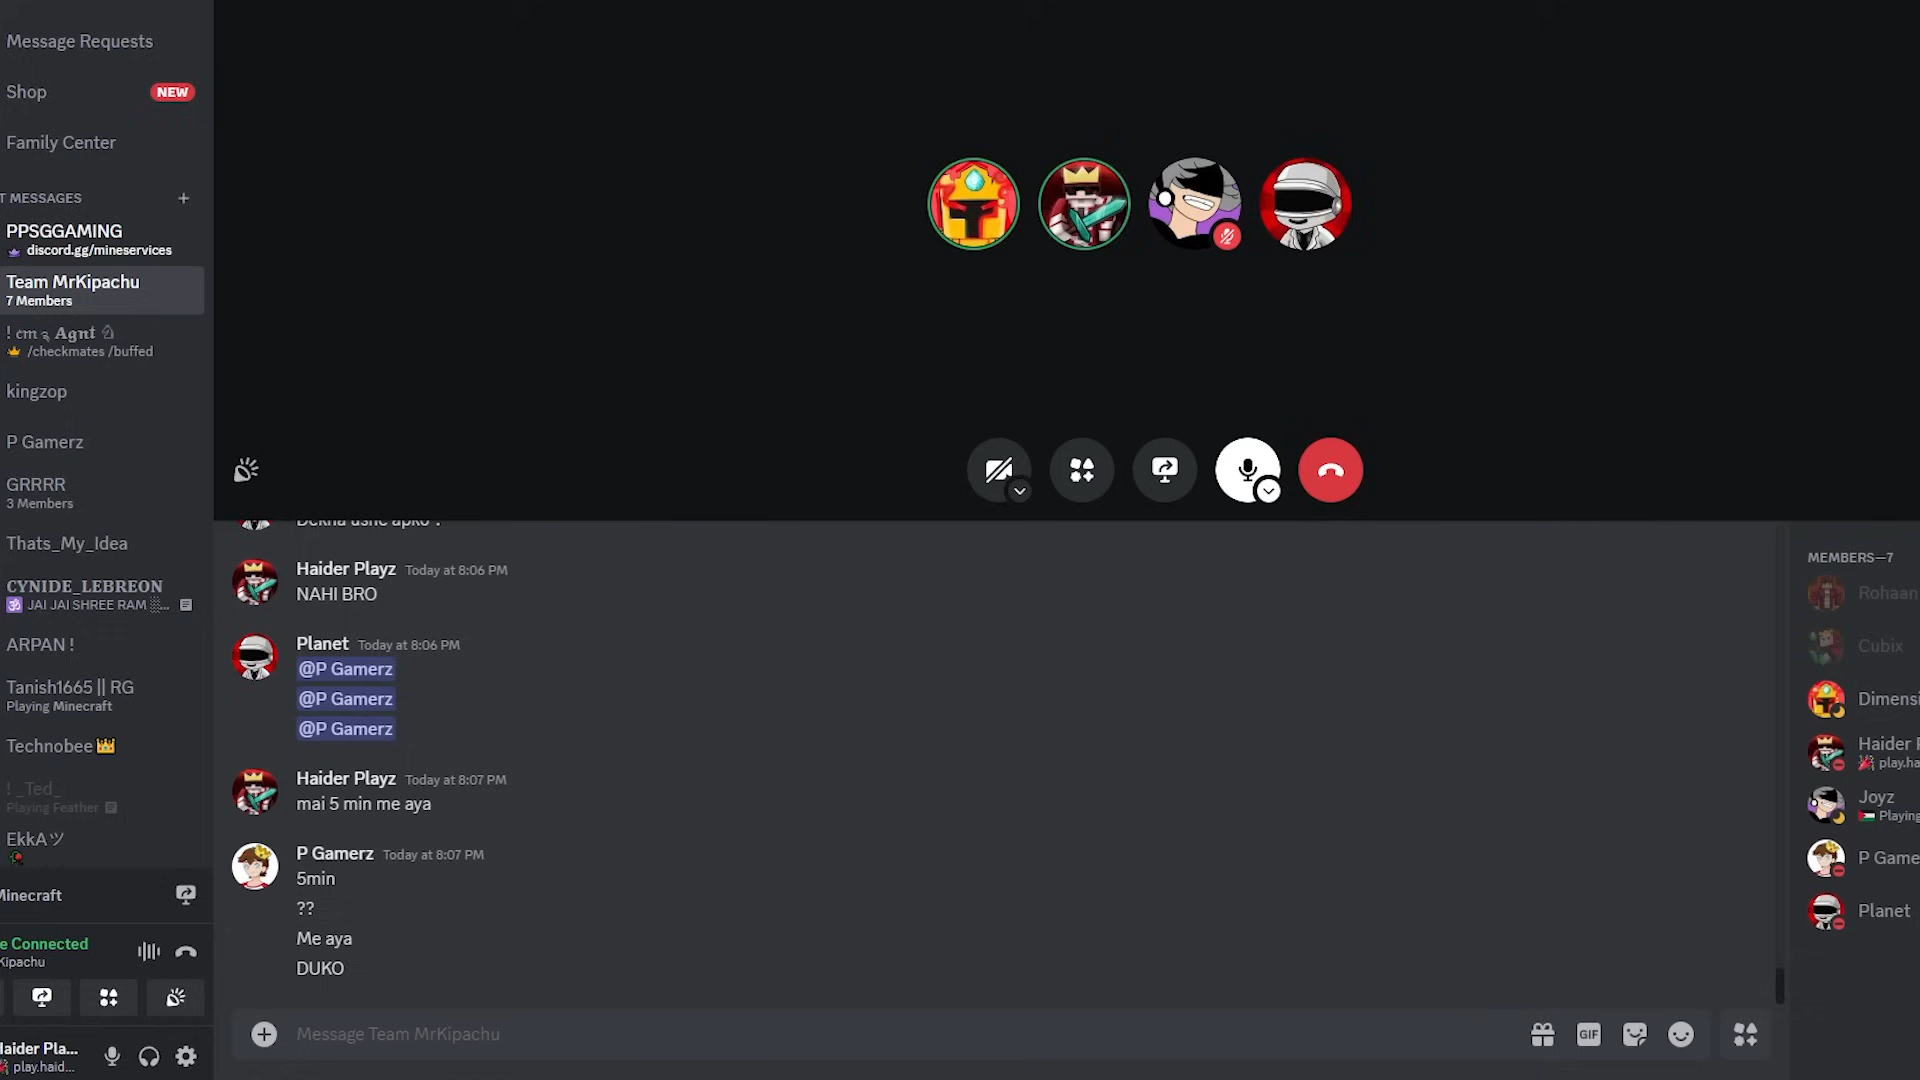 Message Requests
Shop NEW
Family Center
T MESSAGES
PPSGGAMING
discord.gg/mineservices
Team MrKipachu
7 Members
/checkmates /buffed
kingzop
P Gamerz
GRRRR
3 Members
Thats_My_Idea
CYNIDE_LEBREON
JAI JAI SHREE RAM
ARPAN !
Tanish1665 || RG
Playing Minecraft
Technobee
! _Ted_
Playing Feather
EkkAツ
Minecraft
e Connected
Kipachu
Haider Pla...
play.haid...
Haider Playz Today at 8:06 PM
NAHI BRO
Planet Today at 8:06 PM
@P Gamerz
@P Gamerz
@P Gamerz
Haider Playz Today at 8:07 PM
mai 5 min me aya
P Gamerz Today at 8:07 PM
5min
??
Me aya
DUKO
Message Team MrKipachu
GIF
MEMBERS—7
Rohaan
Cubix
Dimensi
Haider P
play.ha
Joyz
Playing
P Game
Planet